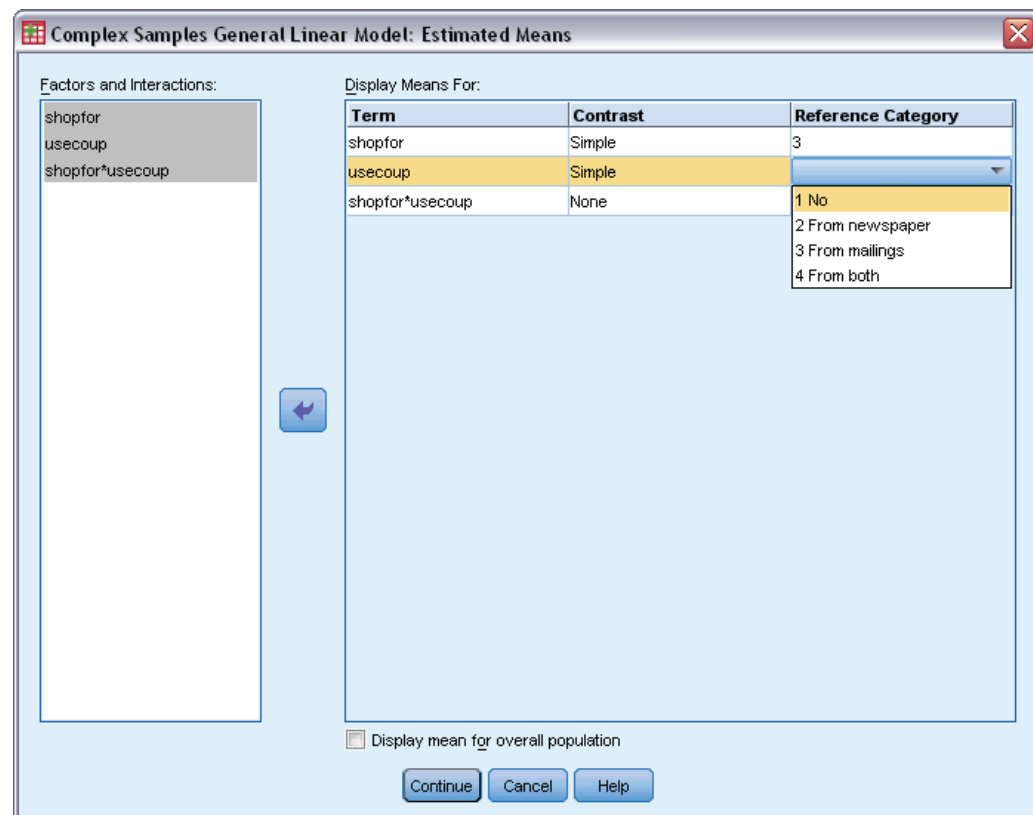 Complex Samples General Linear Model: Estimated Means
Factors and Interactions:
shopfor
usecoup
shopfor*usecoup
Display Means For:
Term Contrast Reference Category
shopfor Simple 3
usecoup Simple
shopfor*usecoup None
1 No
2 From newspaper
3 From mailings
4 From both
Display mean for overall population
Continue Cancel Help